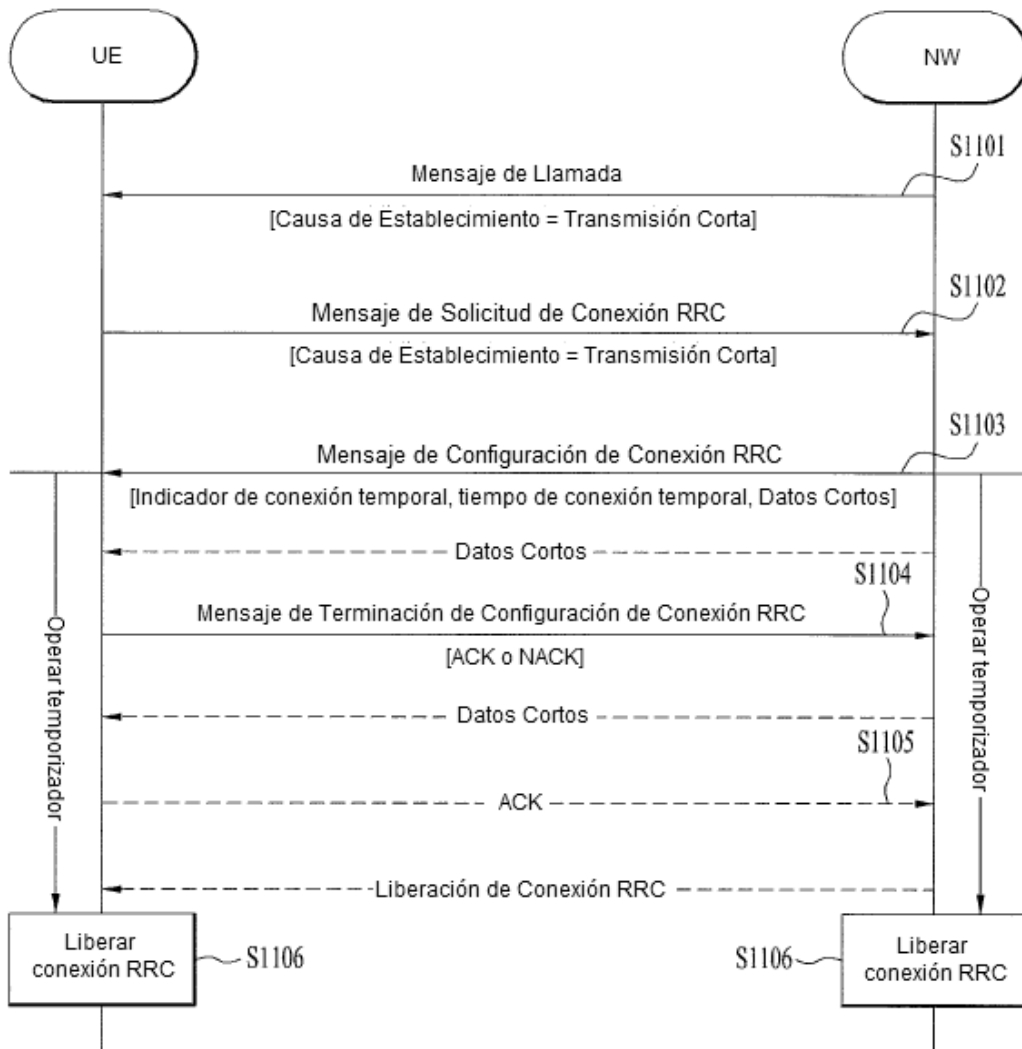 UE
NW
S1101
Mensaje de Llamada
[Causa de Establecimiento = Transmisión Corta]
S1102
Mensaje de Solicitud de Conexión RRC
[Causa de Establecimiento = Transmisión Corta]
S1103
Mensaje de Configuración de Conexión RRC
[Indicador de conexión temporal, tiempo de conexión temporal, Datos Cortos]
Datos Cortos
S1104
Mensaje de Terminación de Configuración de Conexión RRC
[ACK o NACK]
Operar temporizador
Operar temporizador
Datos Cortos
S1105
ACK
Liberación de Conexión RRC
Liberar
conexión RRC
S1106
S1106
Liberar
conexión RRC